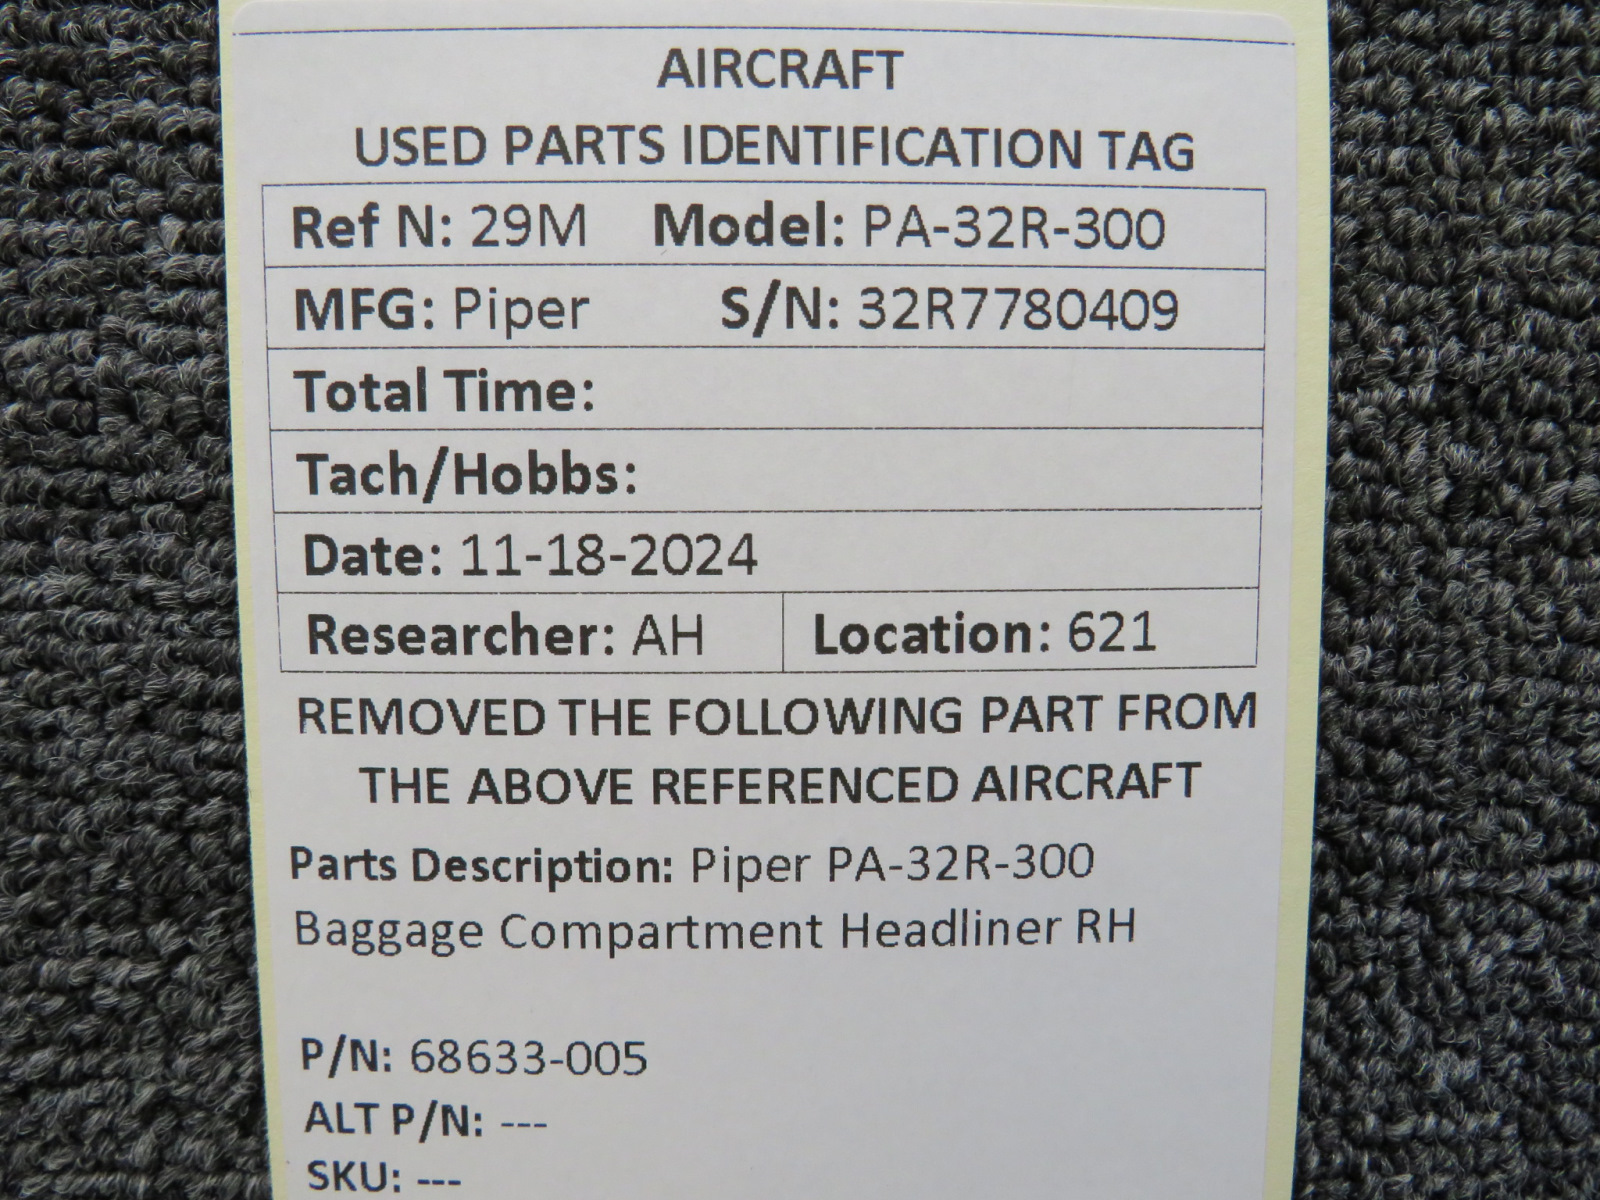 AIRCRAFT
USED PARTS IDENTIFICATION TAG
Ref N: 29M Model: PA-32R-300
MFG: Piper S/N: 32R7780409
Total Time:
Tach/Hobbs:
Date: 11-18-2024
Researcher: AH Location: 621
REMOVED THE FOLLOWING PART FROM
THE ABOVE REFERENCED AIRCRAFT
Parts Description: Piper PA-32R-300
Baggage Compartment Headliner RH
P/N: 68633-005
ALT P/N: ---
SKU: ---